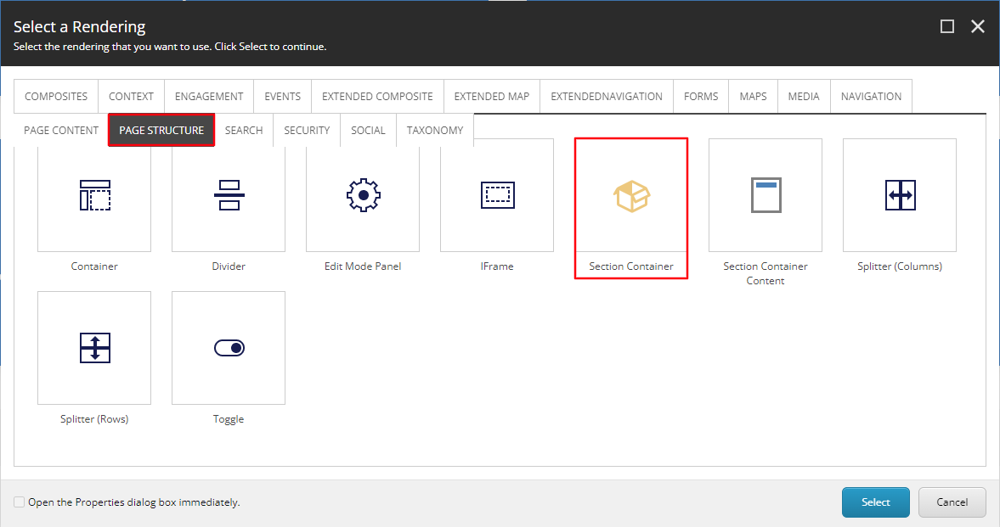 Select a Rendering
Select the rendering that you want to use. Click Select to continue.
COMPOSITES CONTEXT ENGAGEMENT EVENTS EXTENDED COMPOSITE EXTENDED MAP EXTENDEDNAVIGATION FORMS MAPS MEDIA NAVIGATION
PAGE CONTENT PAGE STRUCTURE SEARCH SECURITY SOCIAL TAXONOMY
Container Divider Edit Mode Panel IFrame Section Container Section Container Splitter (Columns)
Content
Splitter (Rows) Toggle
Open the Properties dialog box immediately. Select Cancel